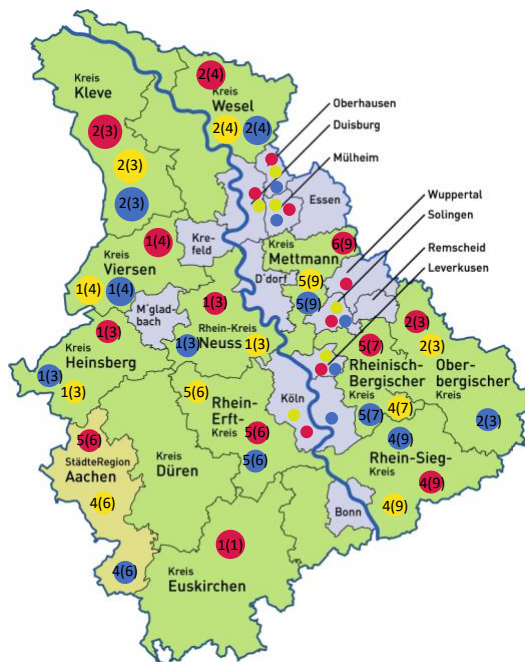 Kreis
Kleve
2(3)
2(3)
2(3)
2(4)
Kreis
Wesel
2(4)
2(4)
Oberhausen
Duisburg
Mülheim
Essen
Wuppertal
Solingen
Remscheid
Leverkusen
1(4)
Kreis
Viersen
1(4)
1(4)
Kre-
feld
Kreis
Mettmann
6(9)
5(9)
5(9)
D'dorf
M'glad
bach
1(3)
Rhein-Kreis
Neuss
1(3)
1(3)
1(3)
Kreis
Heinsberg
1(3)
1(3)
5(7)
Rheinisch-
Bergischer
Kreis
5(7)
4(7)
2(3)
2(3)
Ober-
bergischer
Kreis
2(3)
5(6)
Rhein-
Erft-
Kreis
5(6)
5(6)
Köln
4(9)
Rhein-Sieg-
Kreis
4(9)
4(9)
5(6)
StädteRegion
Aachen
4(6)
4(6)
Kreis
Düren
Bonn
1(1)
Kreis
Euskirchen